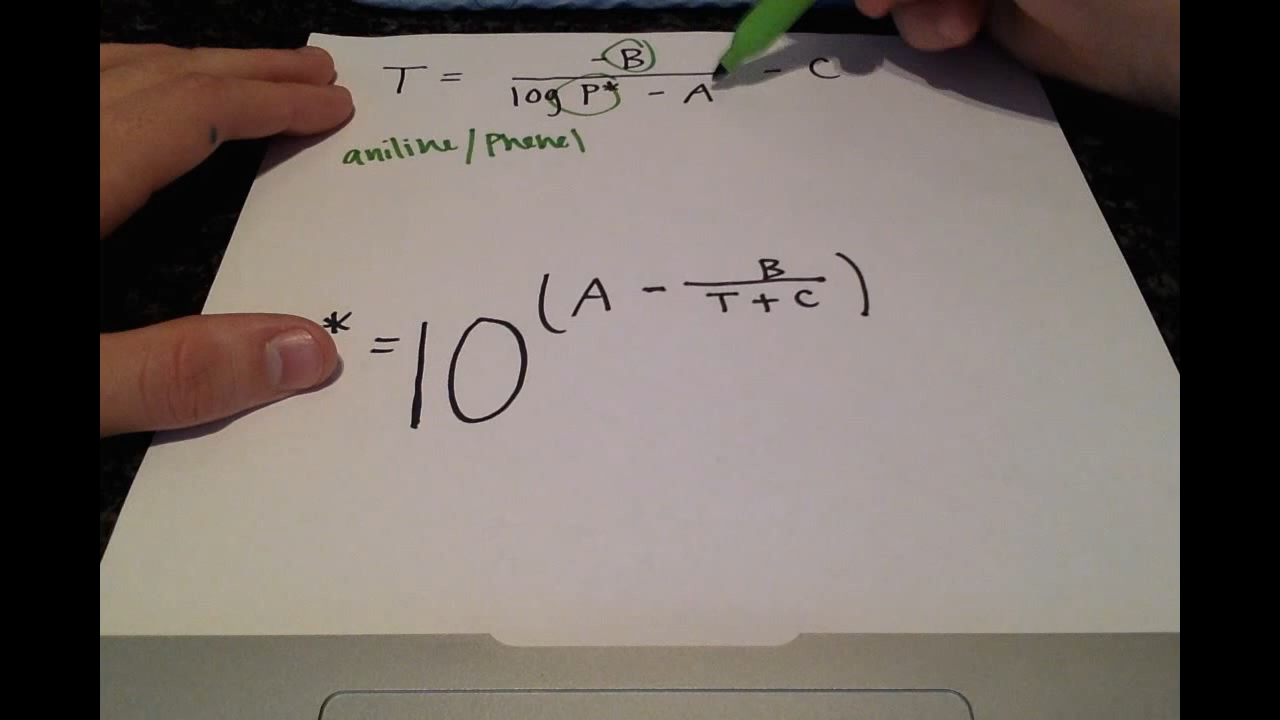 T = -B / (log P* - A) - C
aniline/Phenol
* = 10^(A - B / (T + C))